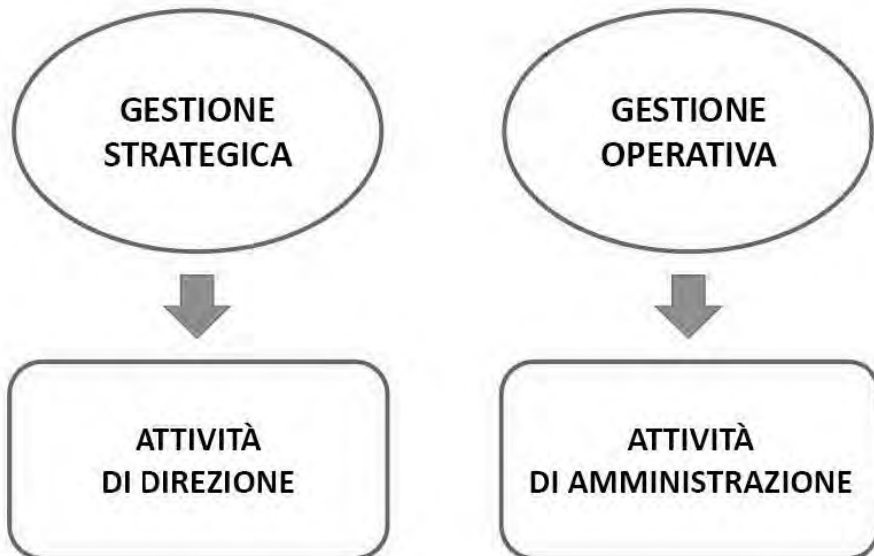 GESTIONE
STRATEGICA
GESTIONE
OPERATIVA
ATTIVITÀ
DI DIREZIONE
ATTIVITÀ
DI AMMINISTRAZIONE